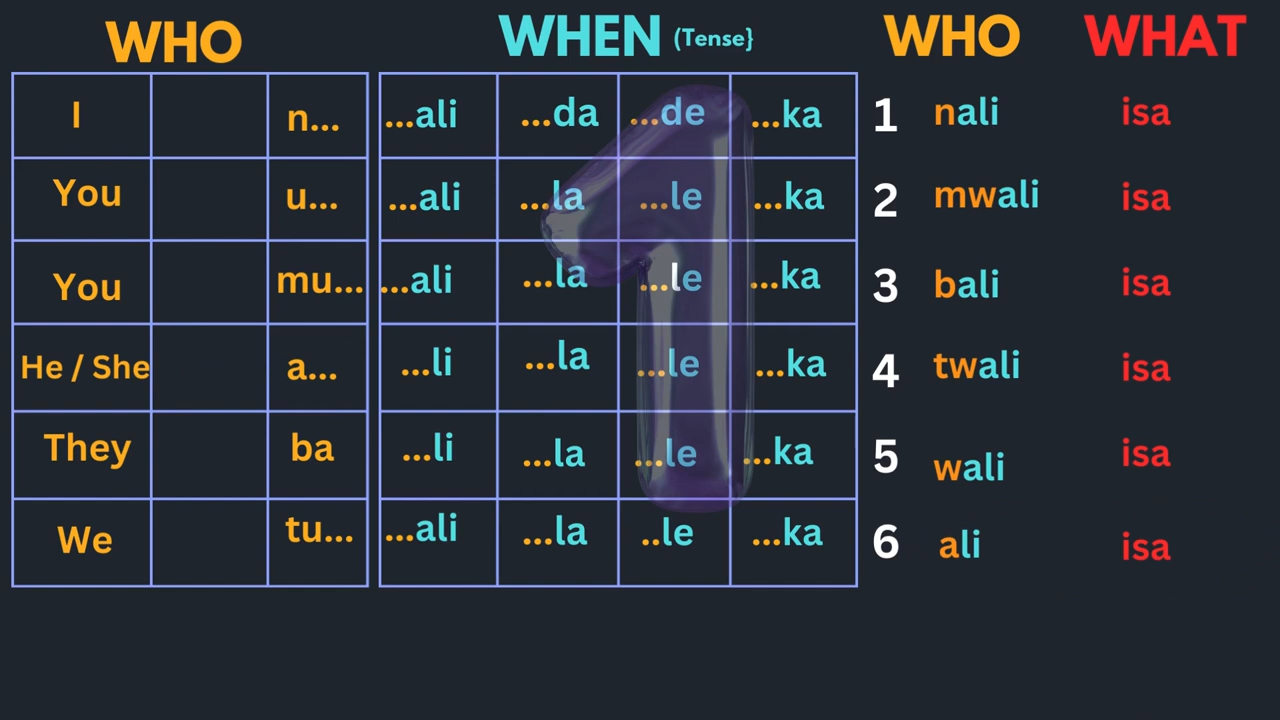 WHO WHEN (Tense} WHO WHAT
I n... ...ali ...da ...de ...ka 1 nali isa
You u... ...ali ...la ...le ...ka 2 mwali isa
You mu... ...ali ...la ...le ...ka 3 bali isa
He / She a... ...li ...la ...le ...ka 4 twali isa
They ba ...li ...la ...le ...ka 5 wali isa
We tu... ...ali ...la ..le ...ka 6 ali isa
1